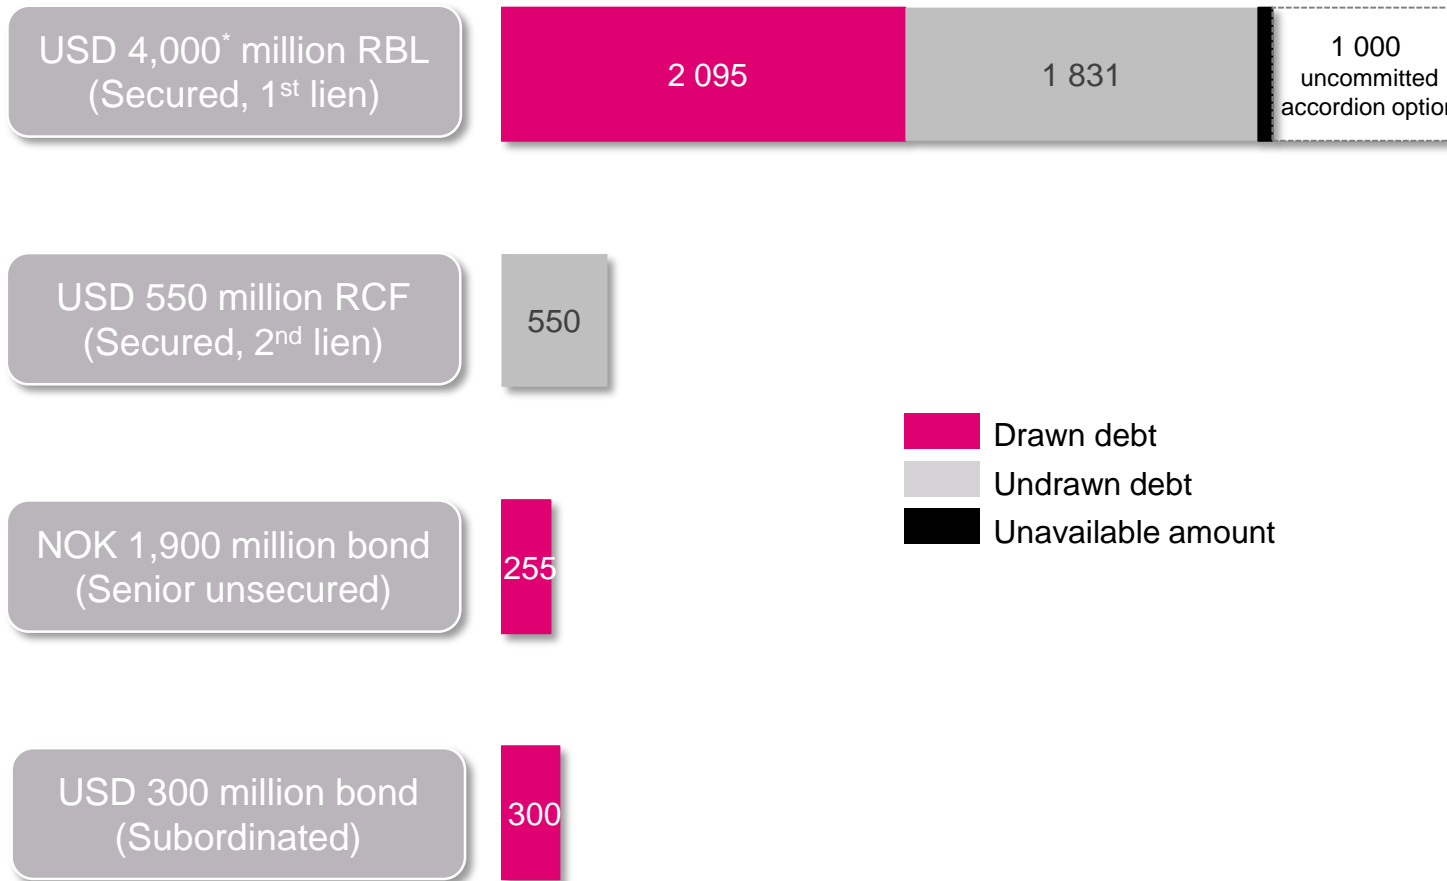 USD 4,000* million RBL
(Secured, 1st lien)
2 095
1 831
1 000
uncommitted
accordion option
USD 550 million RCF
(Secured, 2nd lien)
550
Drawn debt
Undrawn debt
Unavailable amount
NOK 1,900 million bond
(Senior unsecured)
255
USD 300 million bond
(Subordinated)
300